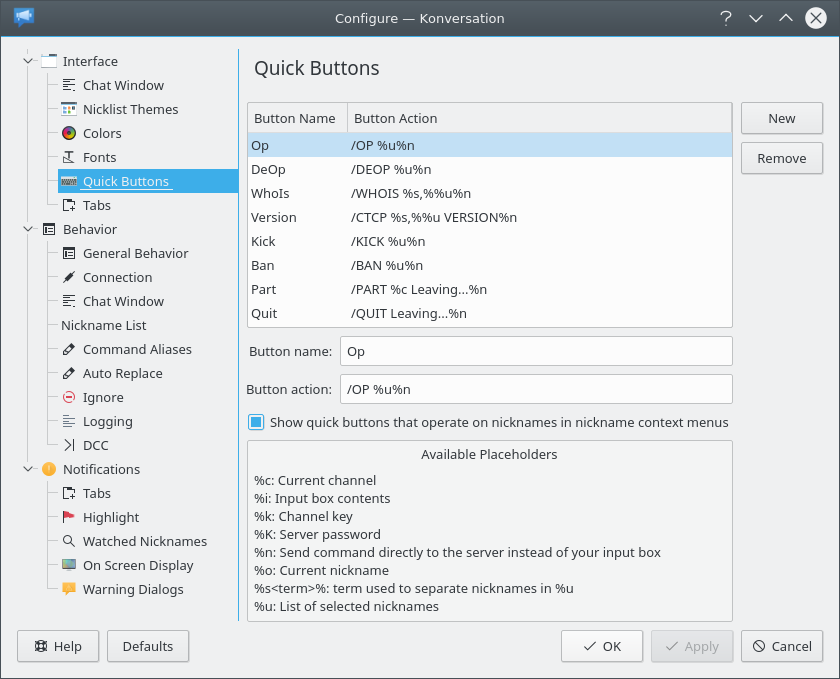 Configure — Konversation
Interface
Chat Window
Nicklist Themes
Colors
Fonts
Quick Buttons
Tabs
Behavior
General Behavior
Connection
Chat Window
Nickname List
Command Aliases
Auto Replace
Ignore
Logging
DCC
Notifications
Tabs
Highlight
Watched Nicknames
On Screen Display
Warning Dialogs
Quick Buttons
Button Name Button Action
Op /OP %u%n
DeOp /DEOP %u%n
WhoIs /WHOIS %s,%%u%n
Version /CTCP %s,%%u VERSION%n
Kick /KICK %u%n
Ban /BAN %u%n
Part /PART %c Leaving...%n
Quit /QUIT Leaving...%n
New
Remove
Button name: Op
Button action: /OP %u%n
Show quick buttons that operate on nicknames in nickname context menus
Available Placeholders
%c: Current channel
%i: Input box contents
%k: Channel key
%K: Server password
%n: Send command directly to the server instead of your input box
%o: Current nickname
%s<term>%: term used to separate nicknames in %u
%u: List of selected nicknames
Help Defaults OK Apply Cancel